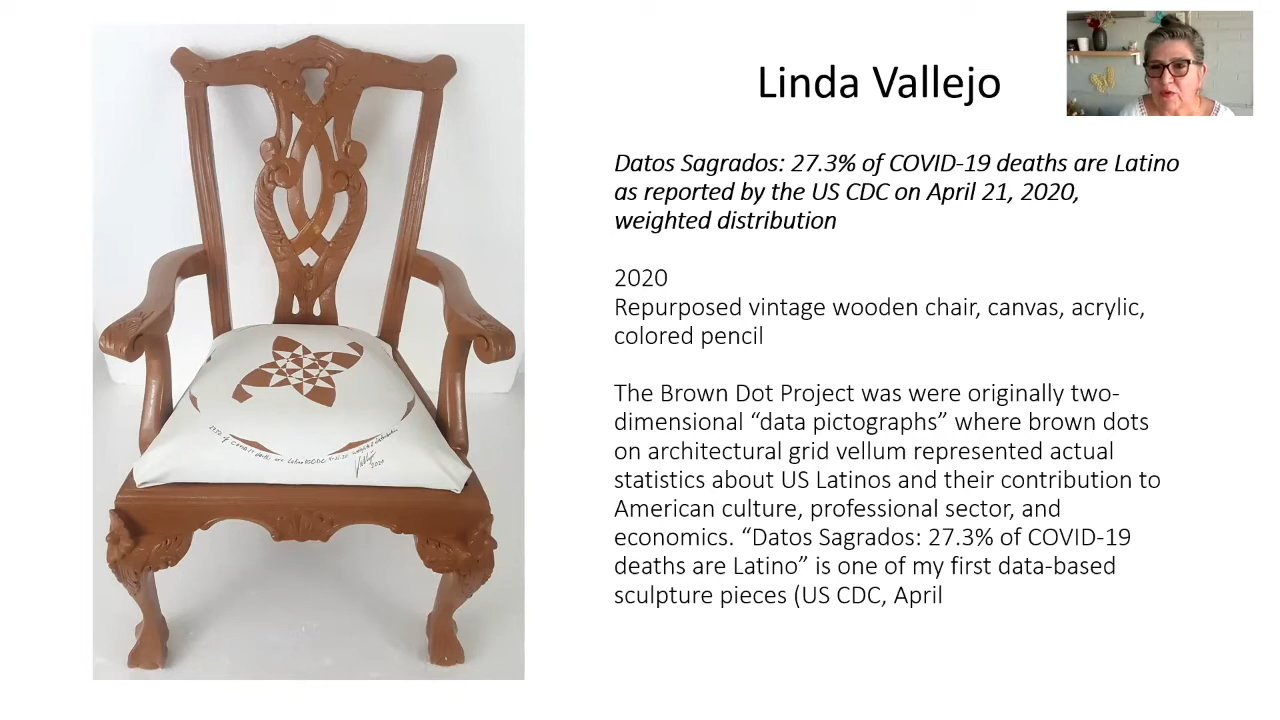 Linda Vallejo
Datos Sagrados: 27.3% of COVID-19 deaths are Latino
as reported by the US CDC on April 21, 2020,
weighted distribution
2020
Repurposed vintage wooden chair, canvas, acrylic,
colored pencil
The Brown Dot Project was were originally two-
dimensional “data pictographs” where brown dots
on architectural grid vellum represented actual
statistics about US Latinos and their contribution to
American culture, professional sector, and
economics. “Datos Sagrados: 27.3% of COVID-19
deaths are Latino” is one of my first data-based
sculpture pieces (US CDC, April
Vallejo
2020